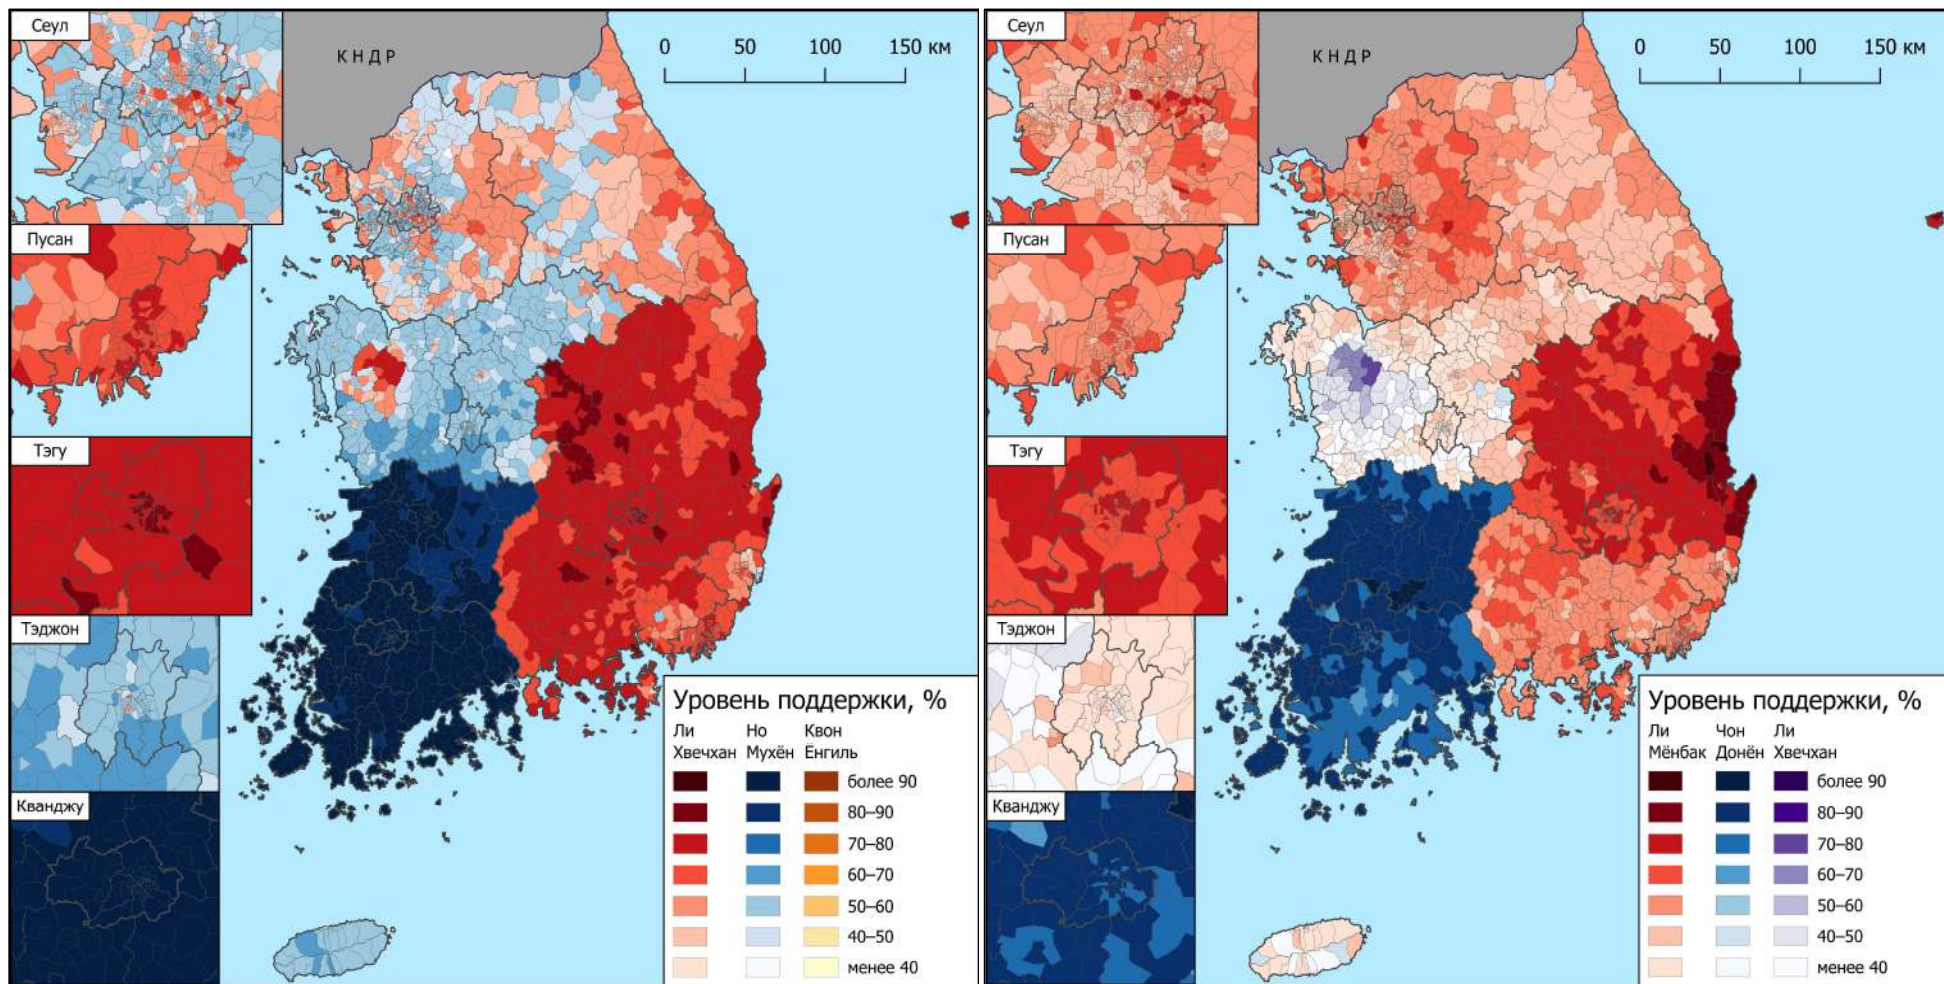 Сеул
КНДР
0 50 100 150 км
Пусан
Тэгу
Тэджон
Кванджу
Уровень поддержки, %
Ли Хвечхан
Но Мухён
Квон Ёнгиль
более 90
80–90
70–80
60–70
50–60
40–50
менее 40
Сеул
КНДР
0 50 100 150 км
Пусан
Тэгу
Тэджон
Кванджу
Уровень поддержки, %
Ли Мёнбак
Чон Донён
Ли Хвечхан
более 90
80–90
70–80
60–70
50–60
40–50
менее 40